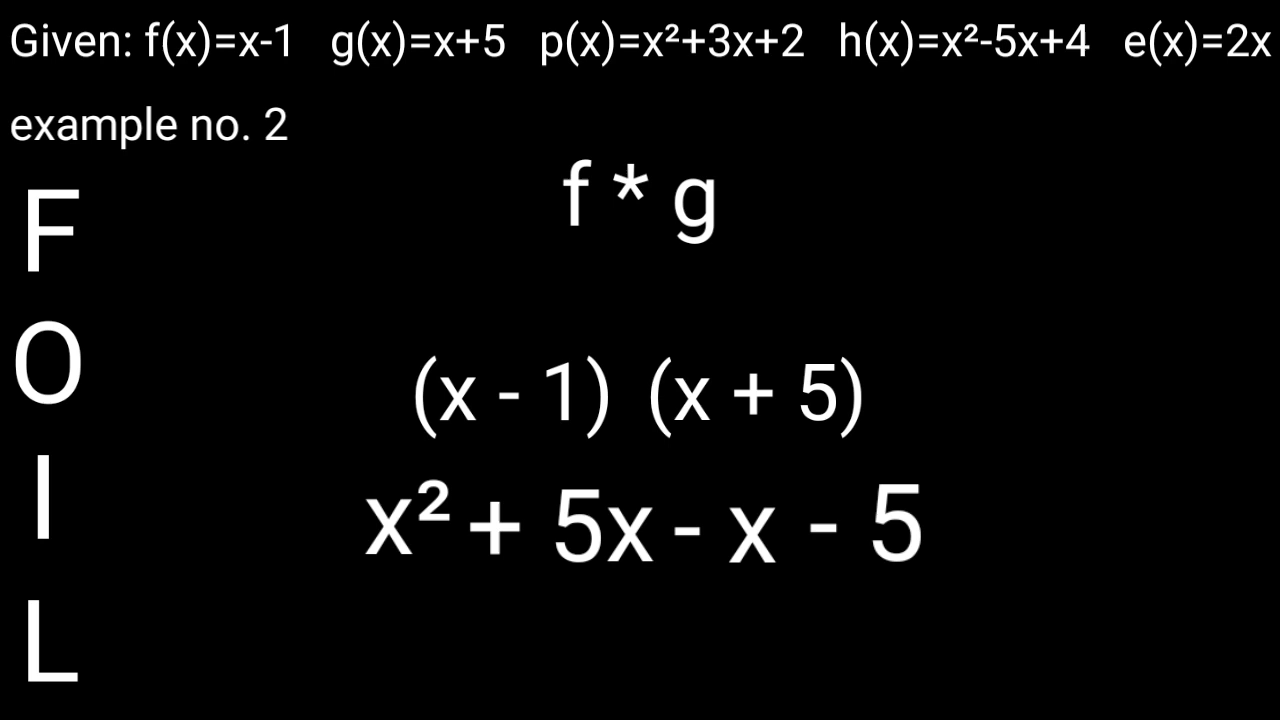 Given: f(x)=x-1 g(x)=x+5 p(x)=x²+3x+2 h(x)=x²-5x+4 e(x)=2x
example no. 2
f * g
F
O
(x - 1) (x + 5)
I
x² + 5x - x - 5
L